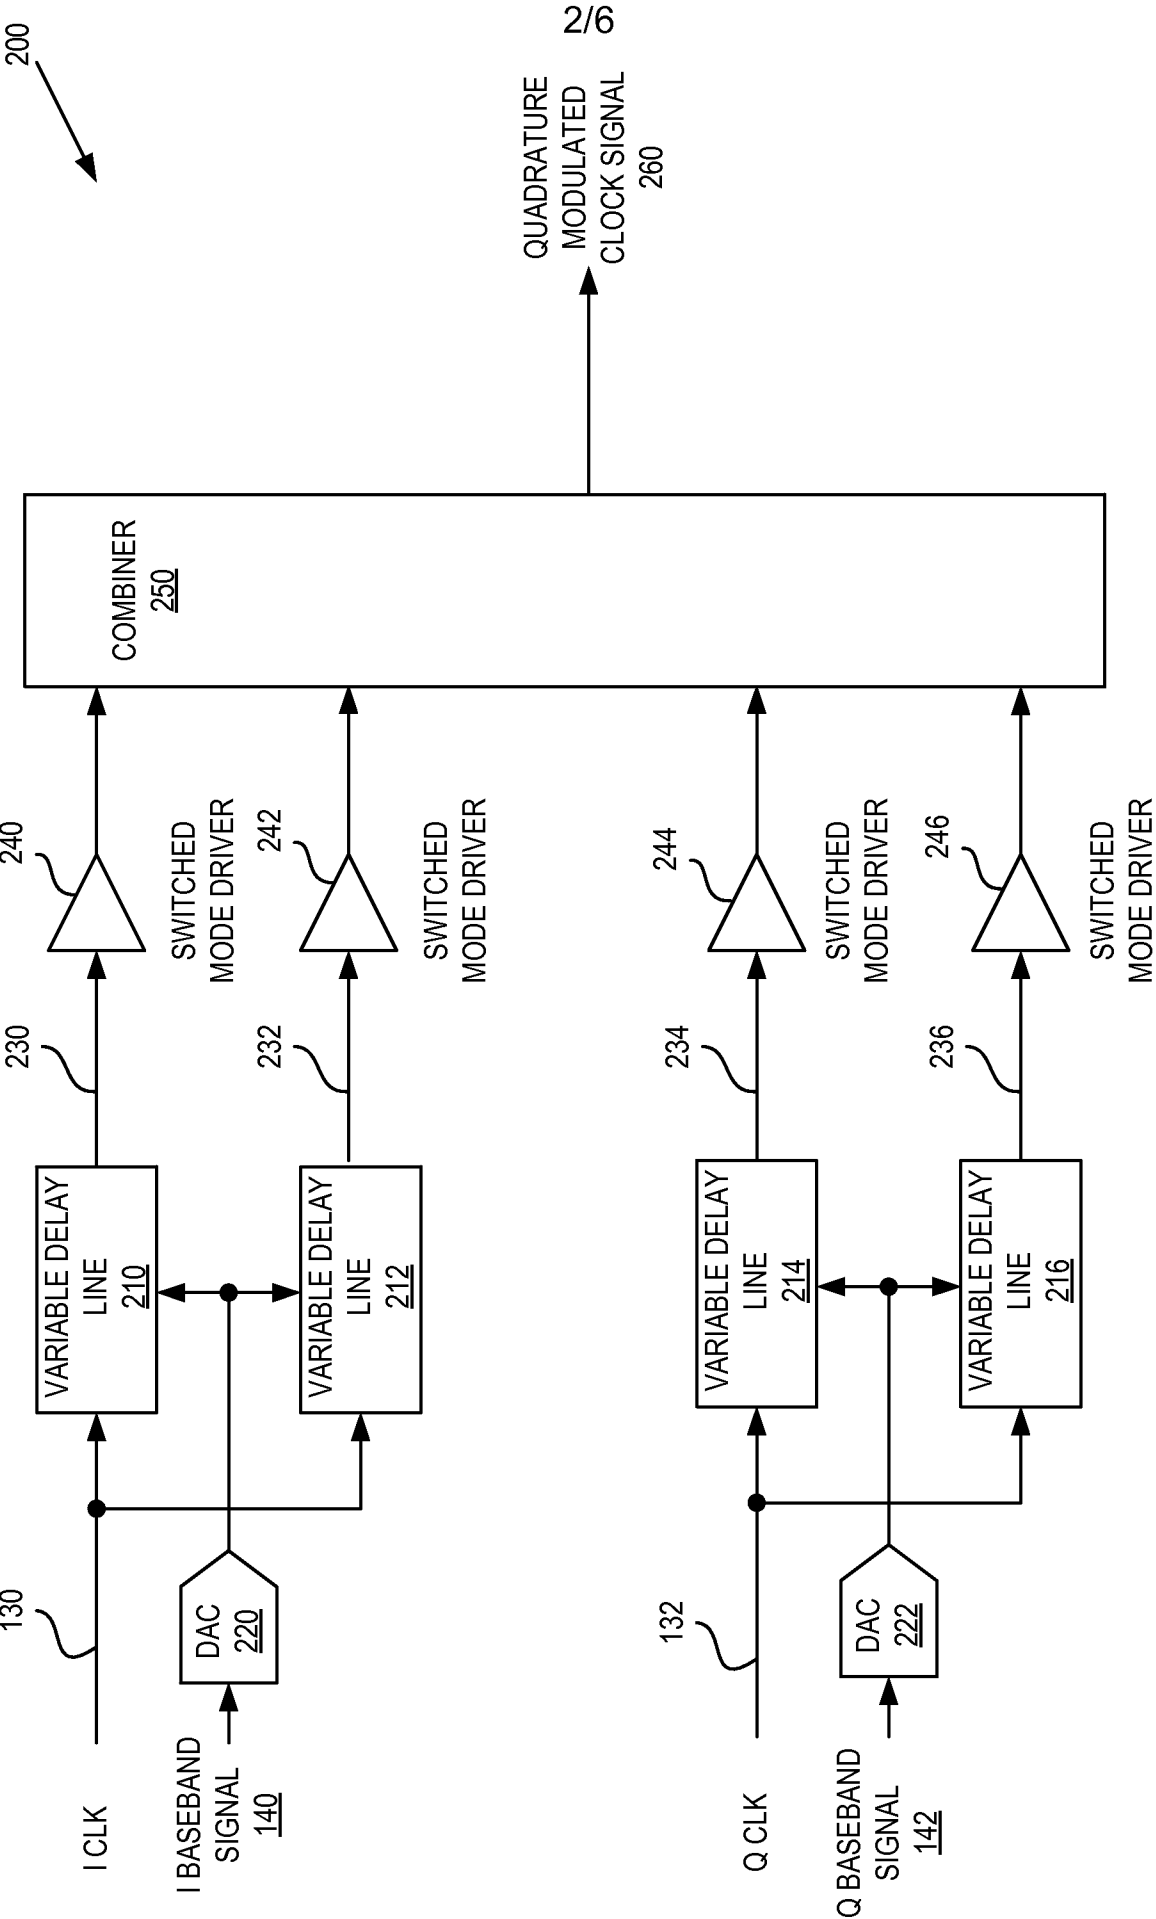 2/6
200
I CLK
130
I BASEBAND
SIGNAL
140
DAC
220
VARIABLE DELAY
LINE
210
VARIABLE DELAY
LINE
212
230
232
240
SWITCHED
MODE DRIVER
242
SWITCHED
MODE DRIVER
COMBINER
250
QUADRATURE
MODULATED
CLOCK SIGNAL
260
Q CLK
132
Q BASEBAND
SIGNAL
142
DAC
222
VARIABLE DELAY
LINE
214
VARIABLE DELAY
LINE
216
234
236
244
SWITCHED
MODE DRIVER
246
SWITCHED
MODE DRIVER